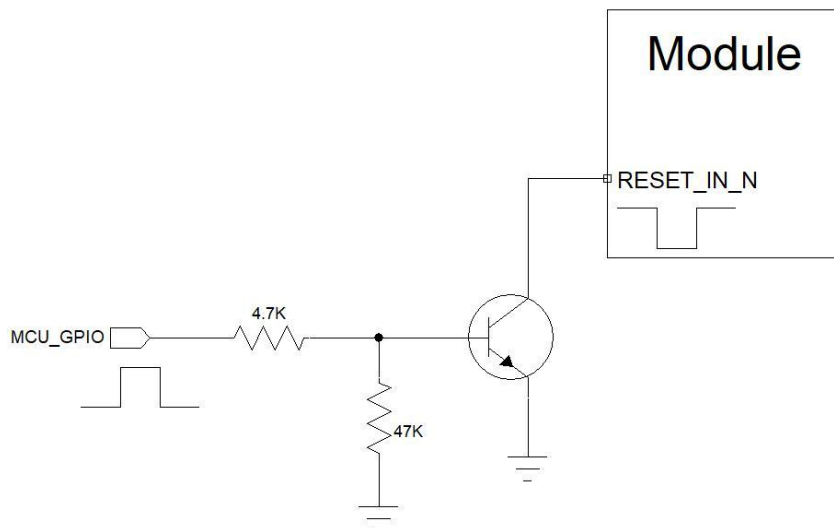 Module
RESET_IN_N
4.7K
MCU_GPIO
47K